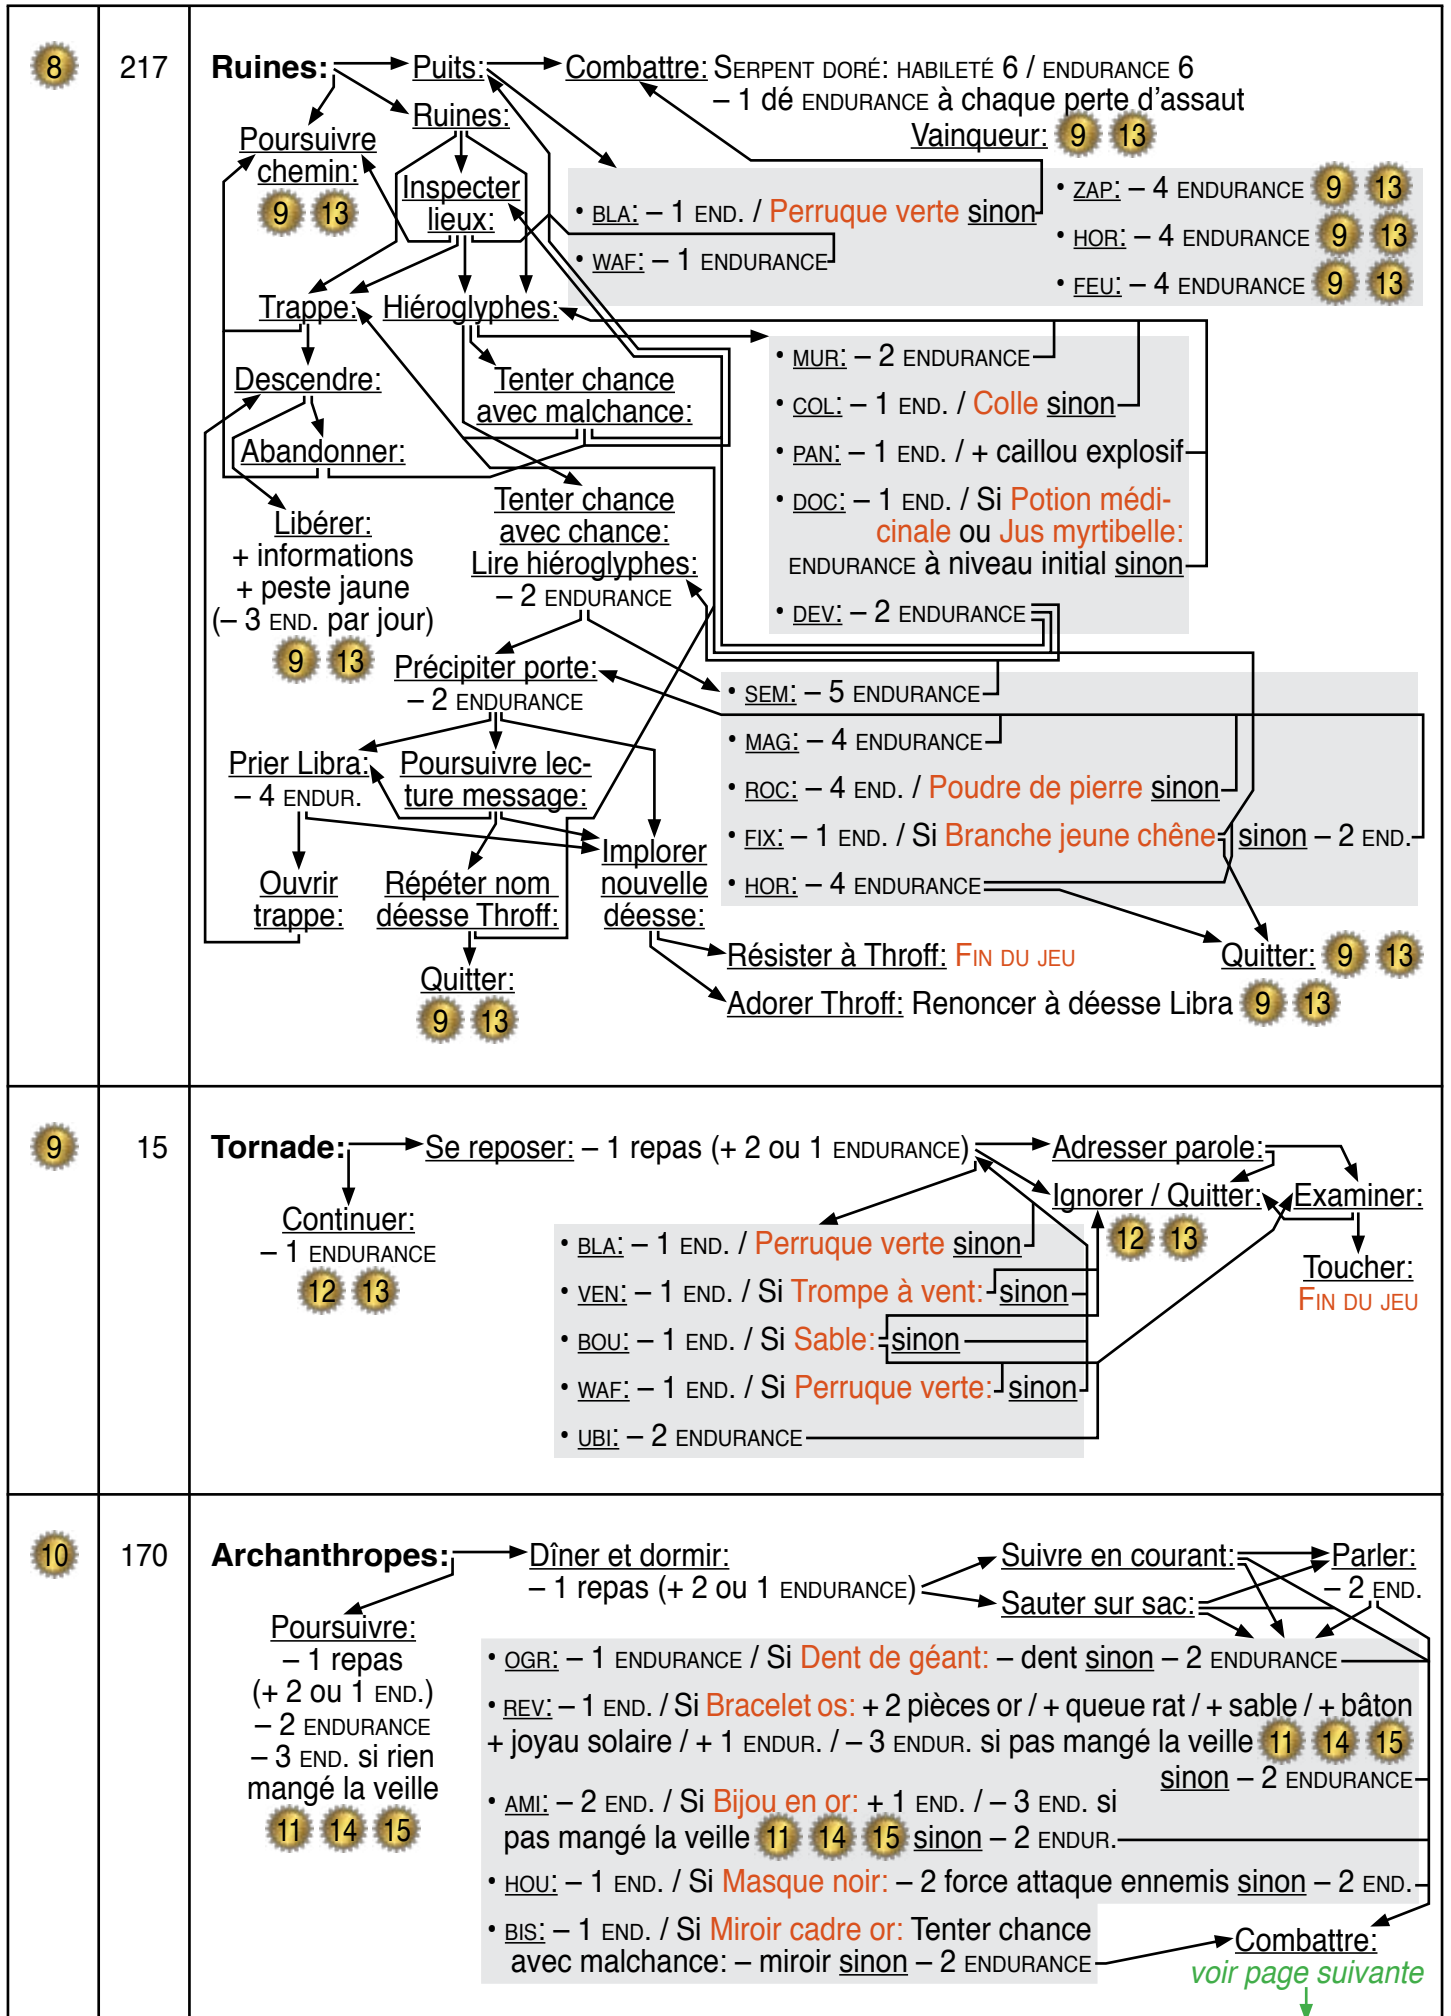 8 217 Ruines: Puits: Combattre: SERPENT DORÉ: HABILETÉ 6 / ENDURANCE 6
– 1 dé ENDURANCE à chaque perte d'assaut
Vainqueur: 9 13
Ruines:
Poursuivre
chemin:
9 13
Inspecter
lieux:
• BLA: – 1 END. / Perruque verte sinon
• WAF: – 1 ENDURANCE
• ZAP: – 4 ENDURANCE 9 13
• HOR: – 4 ENDURANCE 9 13
• FEU: – 4 ENDURANCE 9 13
Trappe: Hiéroglyphes:
Descendre:
Tenter chance
avec malchance:
Abandonner:
• MUR: – 2 ENDURANCE
• COL: – 1 END. / Colle sinon
• PAN: – 1 END. / + caillou explosif
• DOC: – 1 END. / Si Potion médi-
cinale ou Jus myrtibelle:
ENDURANCE à niveau initial sinon
• DEV: – 2 ENDURANCE
Libérer:
+ informations
+ peste jaune
(– 3 END. par jour)
9 13
Tenter chance
avec chance:
Lire hiéroglyphes:
– 2 ENDURANCE
Précipiter porte:
– 2 ENDURANCE
• SEM: – 5 ENDURANCE
• MAG: – 4 ENDURANCE
• ROC: – 4 END. / Poudre de pierre sinon
• FIX: – 1 END. / Si Branche jeune chêne sinon – 2 END.
• HOR: – 4 ENDURANCE
Prier Libra:
– 4 ENDUR.
Poursuivre lec-
ture message:
Ouvrir
trappe:
Répéter nom
déesse Throff:
Implorer
nouvelle
déesse:
Quitter:
9 13
Résister à Throff: FIN DU JEU
Quitter: 9 13
Adorer Throff: Renoncer à déesse Libra 9 13
9 15 Tornade: Se reposer: – 1 repas (+ 2 ou 1 ENDURANCE) Adresser parole:
Continuer:
– 1 ENDURANCE
12 13
Ignorer / Quitter: Examiner:
12 13
Toucher:
FIN DU JEU
• BLA: – 1 END. / Perruque verte sinon
• VEN: – 1 END. / Si Trompe à vent: sinon
• BOU: – 1 END. / Si Sable: sinon
• WAF: – 1 END. / Si Perruque verte: sinon
• UBI: – 2 ENDURANCE
10 170 Archanthropes: Dîner et dormir:
– 1 repas (+ 2 ou 1 ENDURANCE)
Suivre en courant: Parler:
– 2 END.
Sauter sur sac:
Poursuivre:
– 1 repas
(+ 2 ou 1 END.)
– 2 ENDURANCE
– 3 END. si rien
mangé la veille
11 14 15
• OGR: – 1 ENDURANCE / Si Dent de géant: – dent sinon – 2 ENDURANCE
• REV: – 1 END. / Si Bracelet os: + 2 pièces or / + queue rat / + sable / + bâton
+ joyau solaire / + 1 ENDUR. / – 3 ENDUR. si pas mangé la veille 11 14 15
sinon – 2 ENDURANCE
• AMI: – 2 END. / Si Bijou en or: + 1 END. / – 3 END. si
pas mangé la veille 11 14 15 sinon – 2 ENDUR.
• HOU: – 1 END. / Si Masque noir: – 2 force attaque ennemis sinon – 2 END.
• BIS: – 1 END. / Si Miroir cadre or: Tenter chance
avec malchance: – miroir sinon – 2 ENDURANCE
Combattre:
voir page suivante